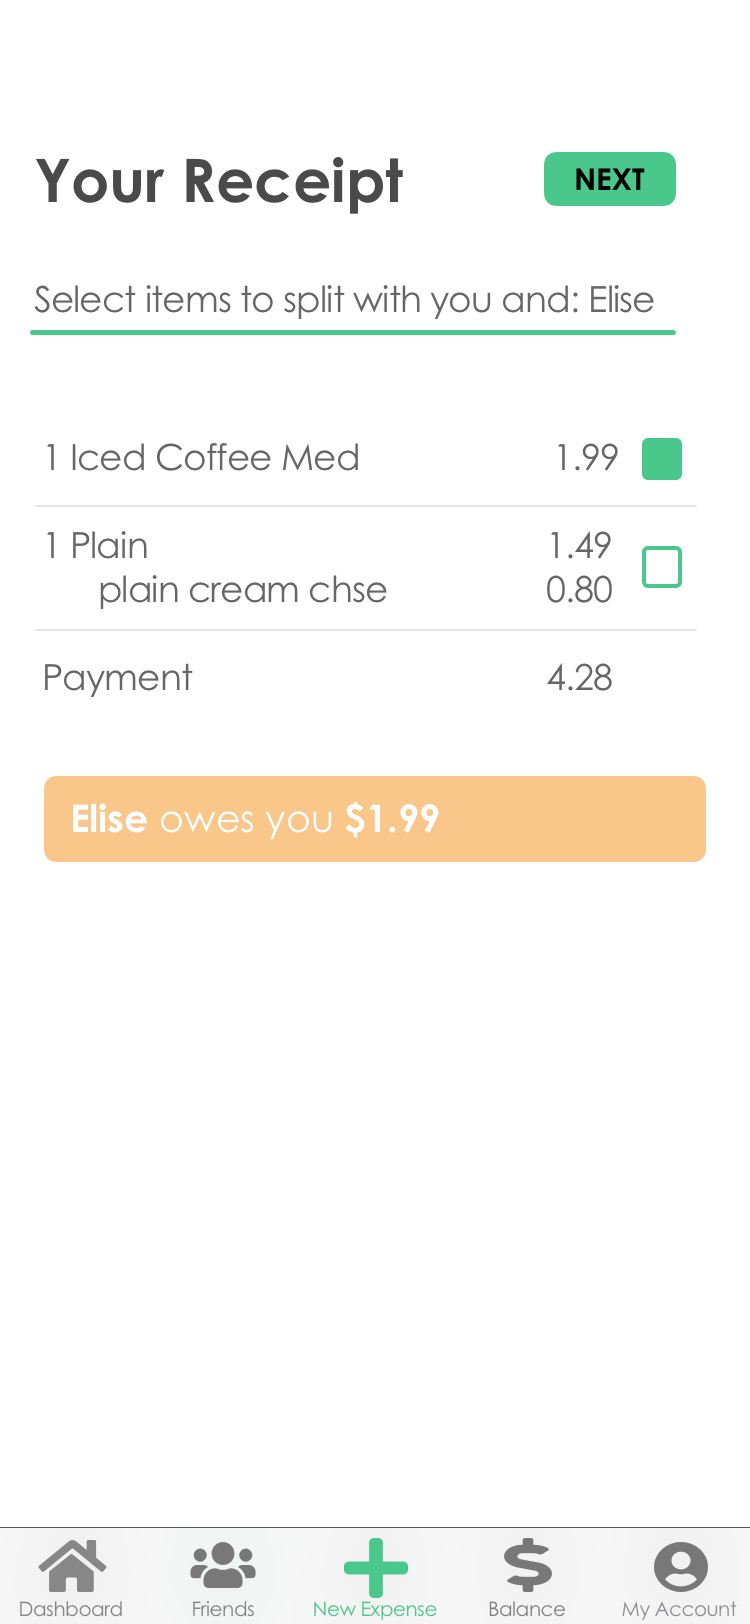 Your Receipt
NEXT
Select items to split with you and: Elise
1 Iced Coffee Med 1.99
1 Plain 1.49
plain cream chse 0.80
Payment 4.28
Elise owes you $1.99
Dashboard Friends New Expense Balance My Account